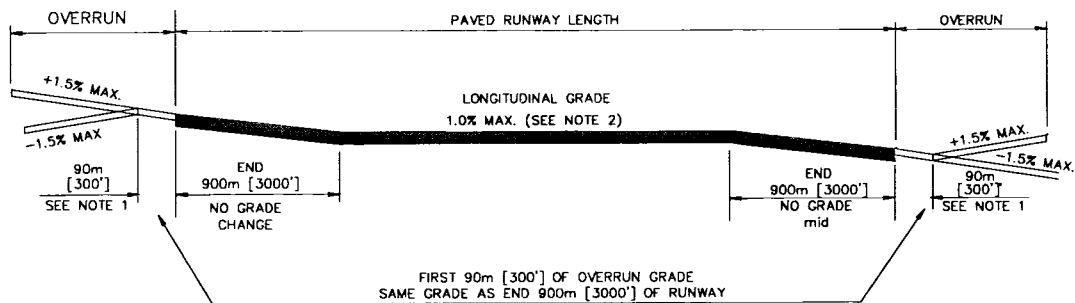 OVERRUN
PAVED RUNWAY LENGTH
OVERRUN
+1.5% MAX.
-1.5% MAX
LONGITUDINAL GRADE
1.0% MAX. (SEE NOTE 2)
+1.5% MAX.
-1.5% MAX.
90m
[300']
SEE NOTE 1
END
900m [3000']
NO GRADE
CHANGE
END
900m [3000']
NO GRADE
mid
90m
[300']
SEE NOTE 1
FIRST 90m [300'] OF OVERRUN GRADE
SAME GRADE AS END 900m [3000'] OF RUNWAY